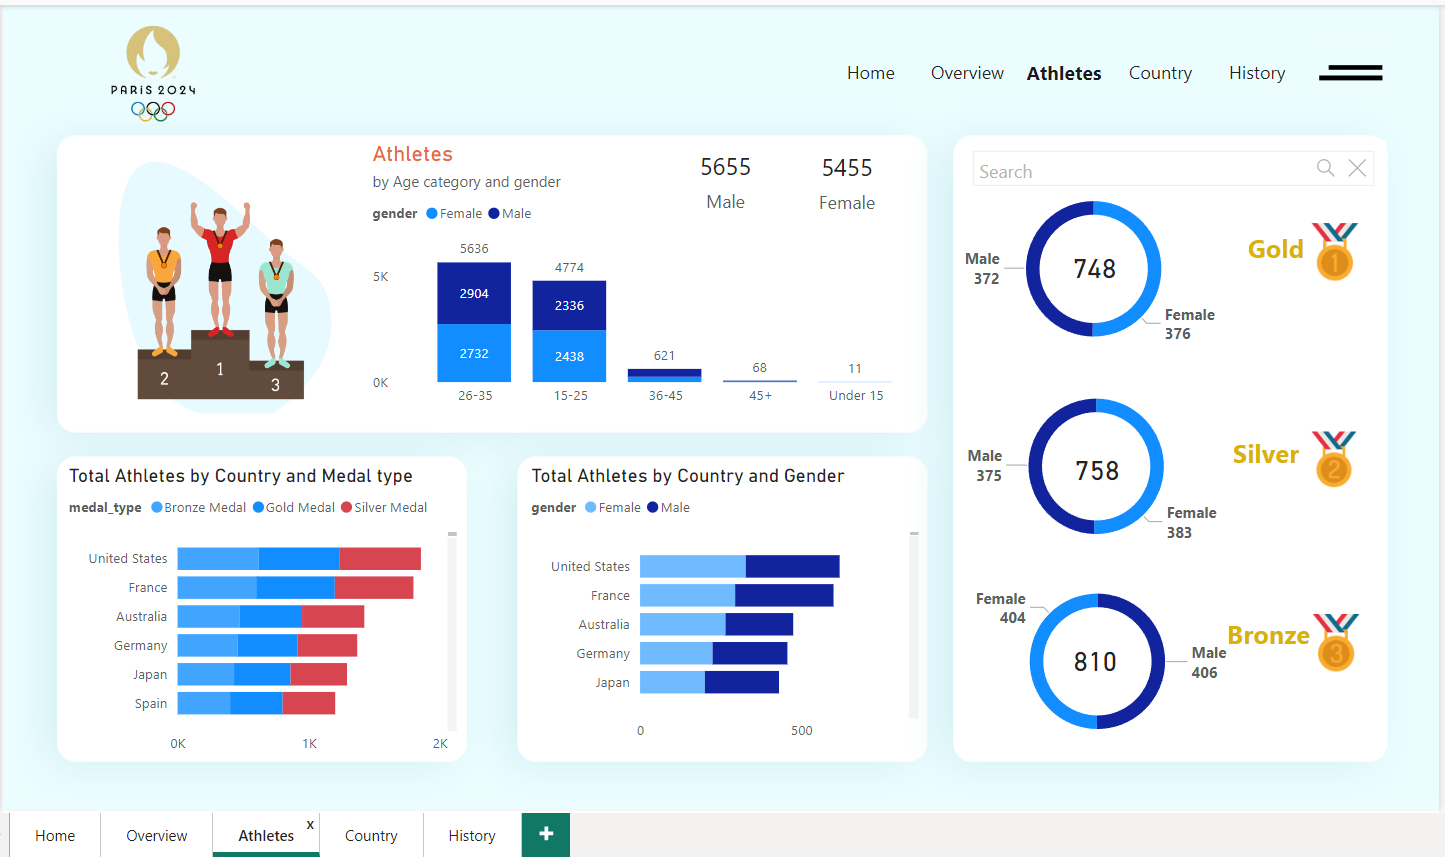 PARIS 2024
Home Overview Athletes Country History
Athletes
by Age category and gender
gender Female Male
5655
Male
5455
Female
5K
0K
5636
2904
2732
26-35
4774
2336
2438
15-25
621
36-45
68
45+
11
Under 15
2
1
3
Search
Male
372
748
Female
376
Gold
1
Male
375
758
Female
383
Silver
2
Female
404
810
Male
406
Bronze
3
Total Athletes by Country and Medal type
medal_type Bronze Medal Gold Medal Silver Medal
United States
France
Australia
Germany
Japan
Spain
0K 1K 2K
Total Athletes by Country and Gender
gender Female Male
United States
France
Australia
Germany
Japan
0 500
Home Overview Athletes x Country History +